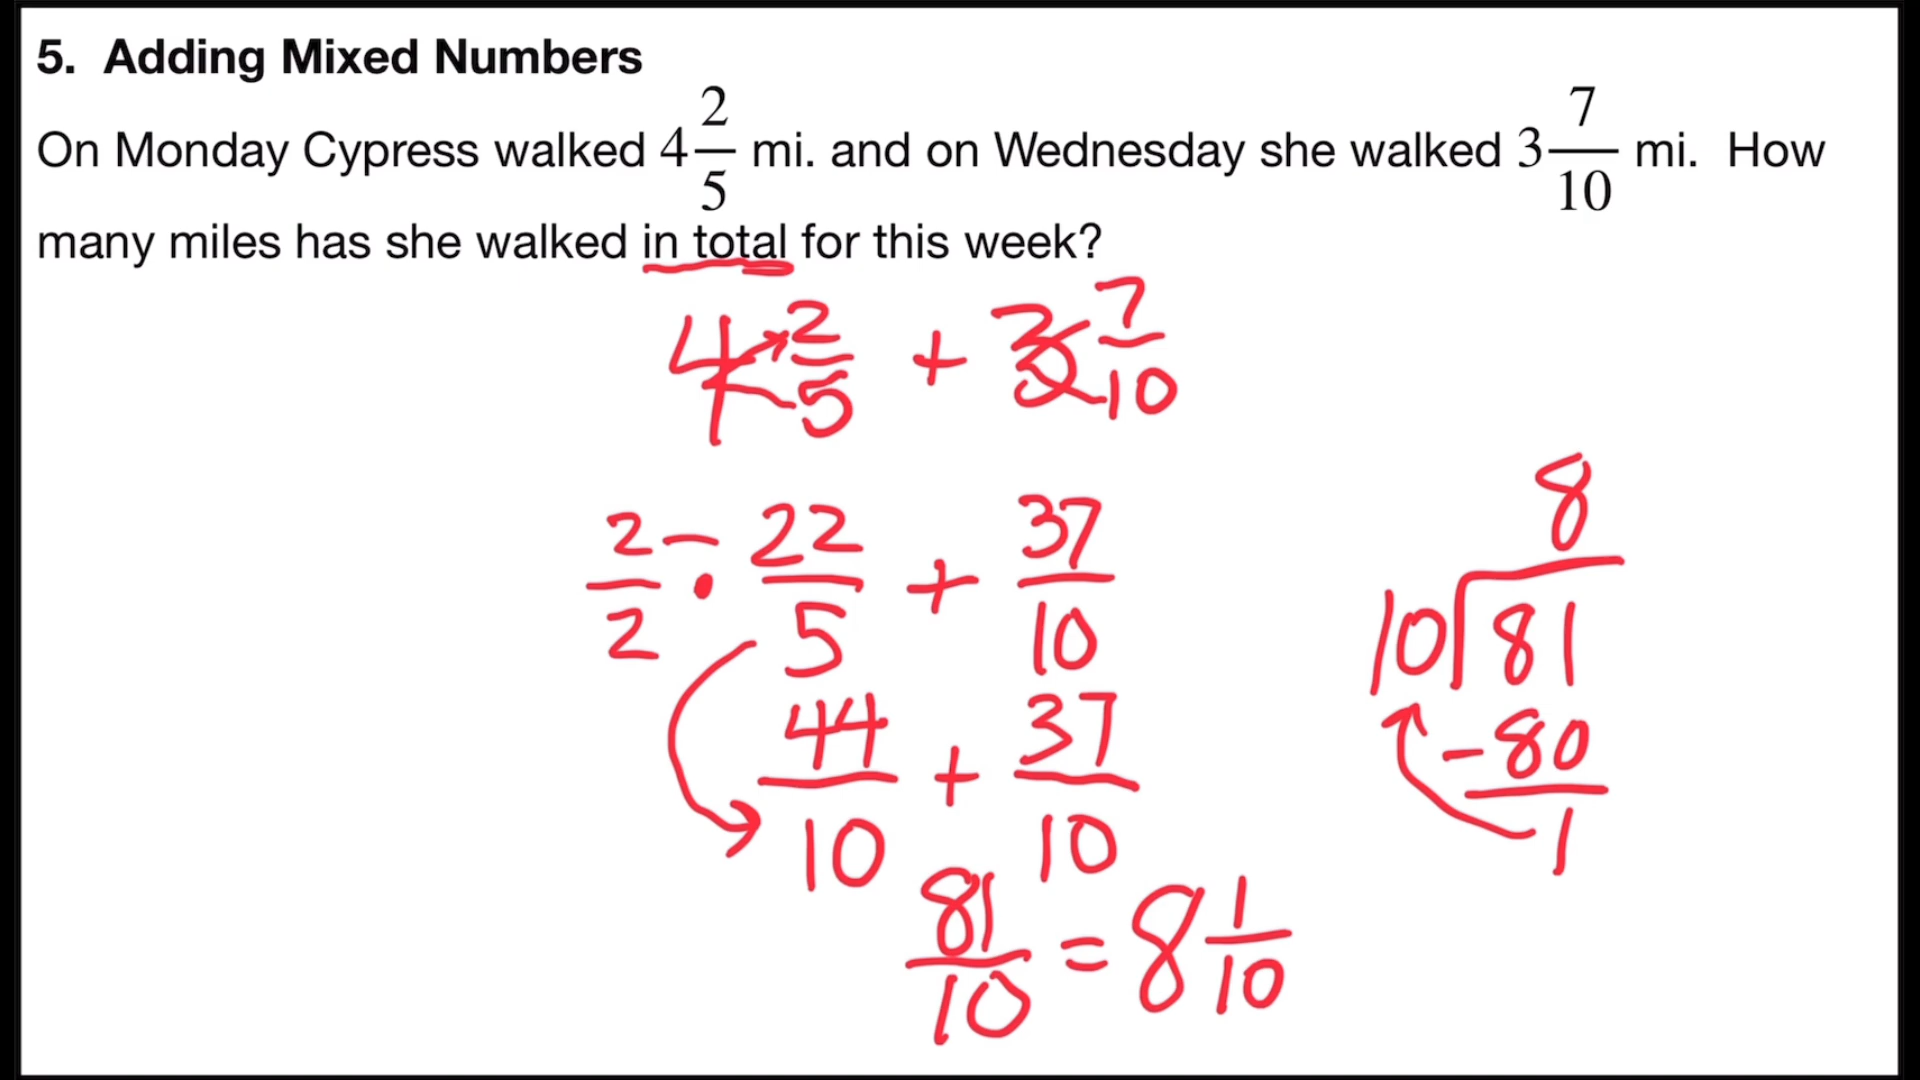 5. Adding Mixed Numbers
On Monday Cypress walked 4 2/5 mi. and on Wednesday she walked 3 7/10 mi. How
many miles has she walked in total for this week?
4 2/5 + 3 7/10
2/2 · 22/5 + 37/10
44/10 + 37/10
81/10 = 8 1/10
8
10 81
-80
1